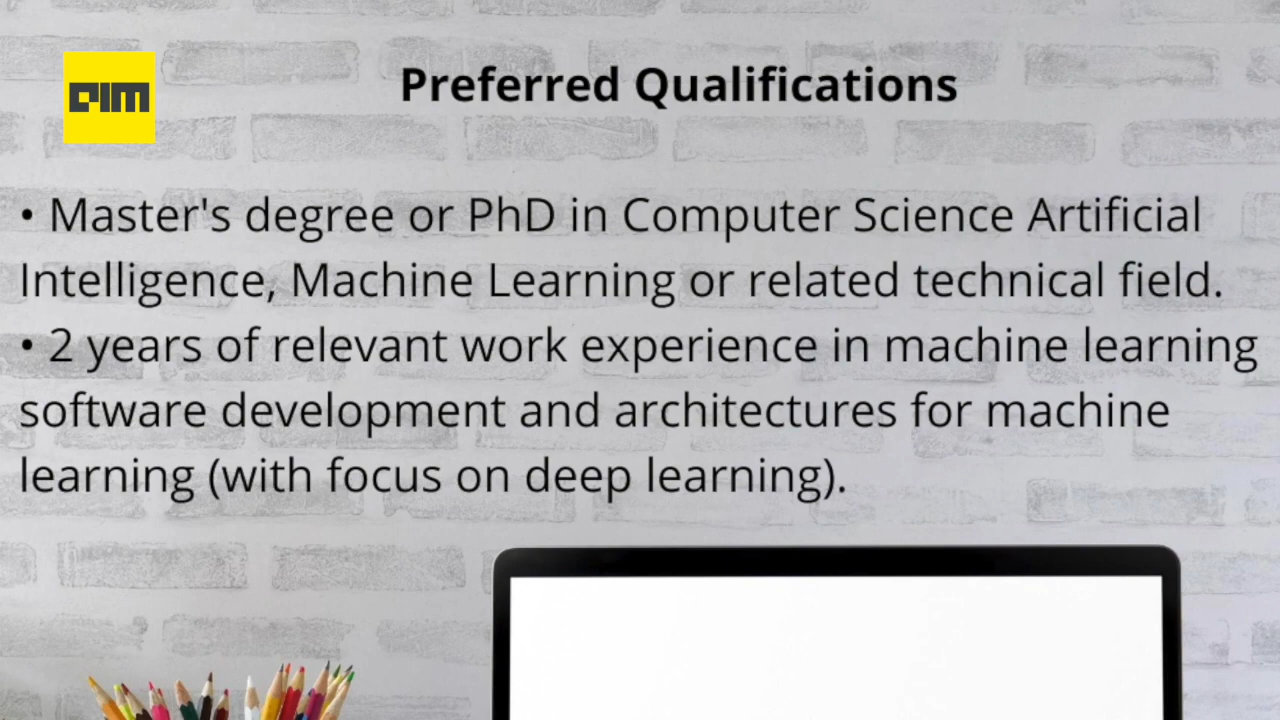 AIM
Preferred Qualifications
• Master's degree or PhD in Computer Science Artificial
Intelligence, Machine Learning or related technical field.
• 2 years of relevant work experience in machine learning
software development and architectures for machine
learning (with focus on deep learning).